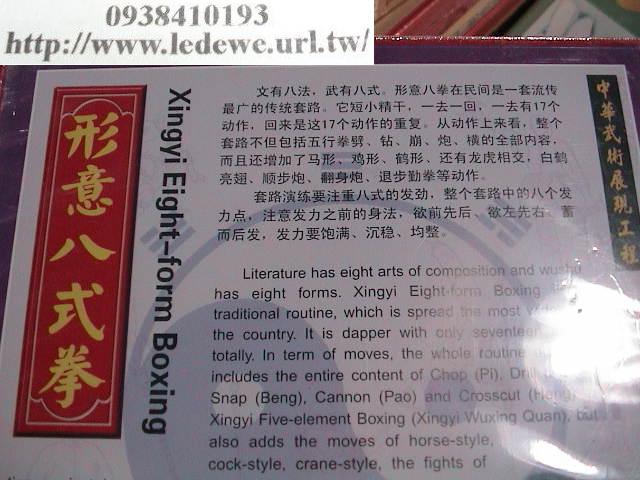 0938410193
http://www.ledewe.url.tw/
形意八式拳
Xingyi Eight-form Boxing
中華武術展現工程
文有八法，武有八式。形意八拳在民间是一套流传
最广的传统套路。它短小精干，一去一回，一去有17个
动作，回来是这17个动作的重复。从动作上来看，整个
套路不但包括五行拳劈、钻、崩、炮、横的全部内容，
而且还增加了马形、鸡形、鹤形，还有龙虎相交，白鹤
亮翅、顺步炮、翻身炮、退步勤拳等动作。
套路演练要注重八式的发劲，整个套路中的八个发
力点，注意发力之前的身法，欲前先后、欲左先右、蓄
而后发，发力要饱满、沉稳、均整。
Literature has eight arts of composition and wushu
has eight forms. Xingyi Eight-form Boxing
traditional routine, which is spread the most
the country. It is dapper with only seventeen
totally. In term of moves, the whole routine
includes the entire content of Chop (Pi), Drill
Snap (Beng), Cannon (Pao) and Crosscut (Heng)
Xingyi Five-element Boxing (Xingyi Wuxing Quan), but
also adds the moves of horse-style,
cock-style, crane-style, the fights of